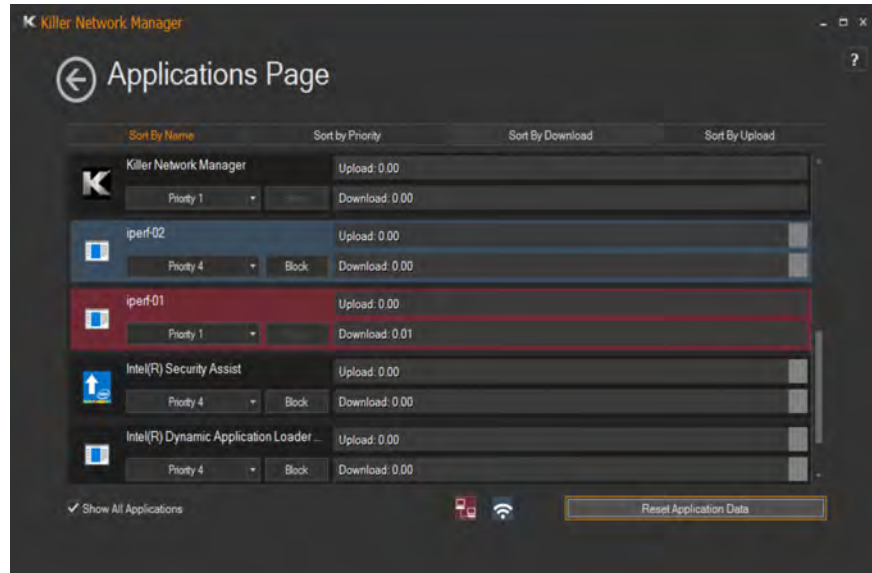 Killer Network Manager
?
Applications Page
Sort By Name Sort by Priority Sort By Download Sort By Upload
Killer Network Manager
Upload: 0.00
Priority 1
Download: 0.00
iperf-02
Upload: 0.00
Priority 4 Block
Download: 0.00
iperf-01
Upload: 0.00
Priority 1
Download: 0.01
Intel(R) Security Assist
Upload: 0.00
Priority 4 Block
Download: 0.00
Intel(R) Dynamic Application Loader ...
Upload: 0.00
Priority 4 Block
Download: 0.00
Show All Applications
Reset Application Data